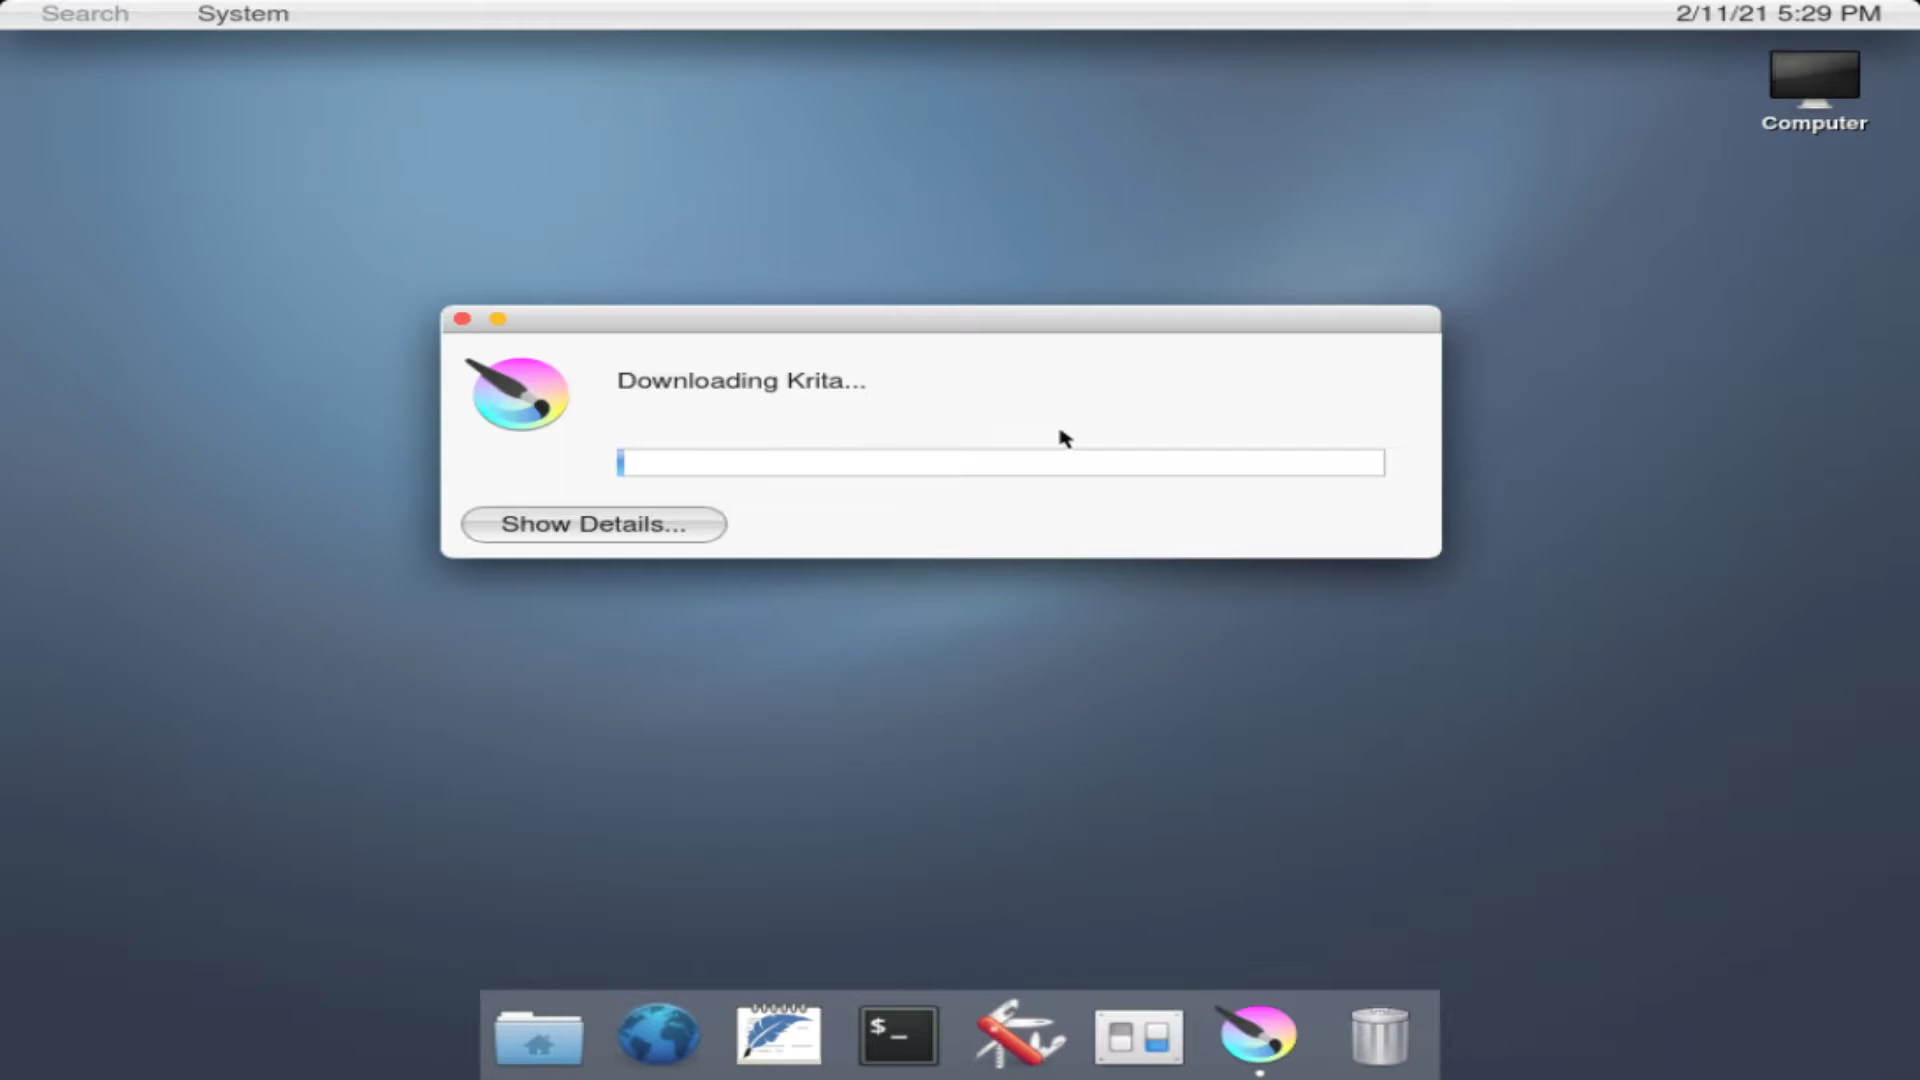 Search System 2/11/21 5:29 PM
Computer
Downloading Krita...
Show Details...
$_